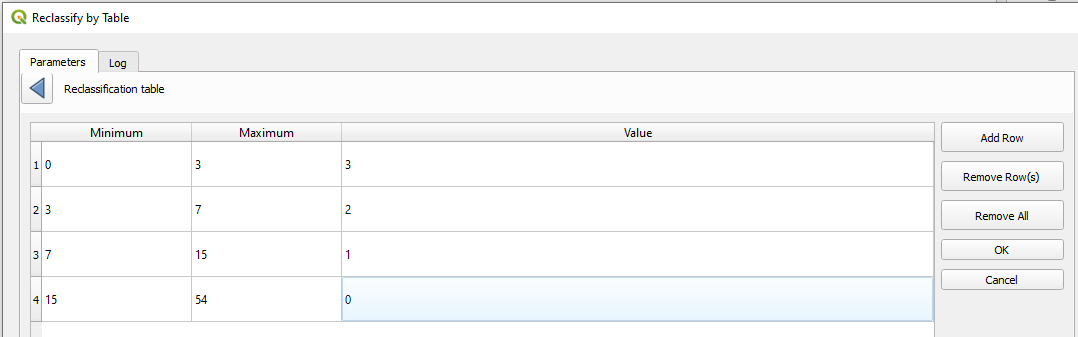 Reclassify by Table
Parameters Log
Reclassification table
Minimum Maximum Value
1 0 3 3
2 3 7 2
3 7 15 1
4 15 54 0
Add Row
Remove Row(s)
Remove All
OK
Cancel